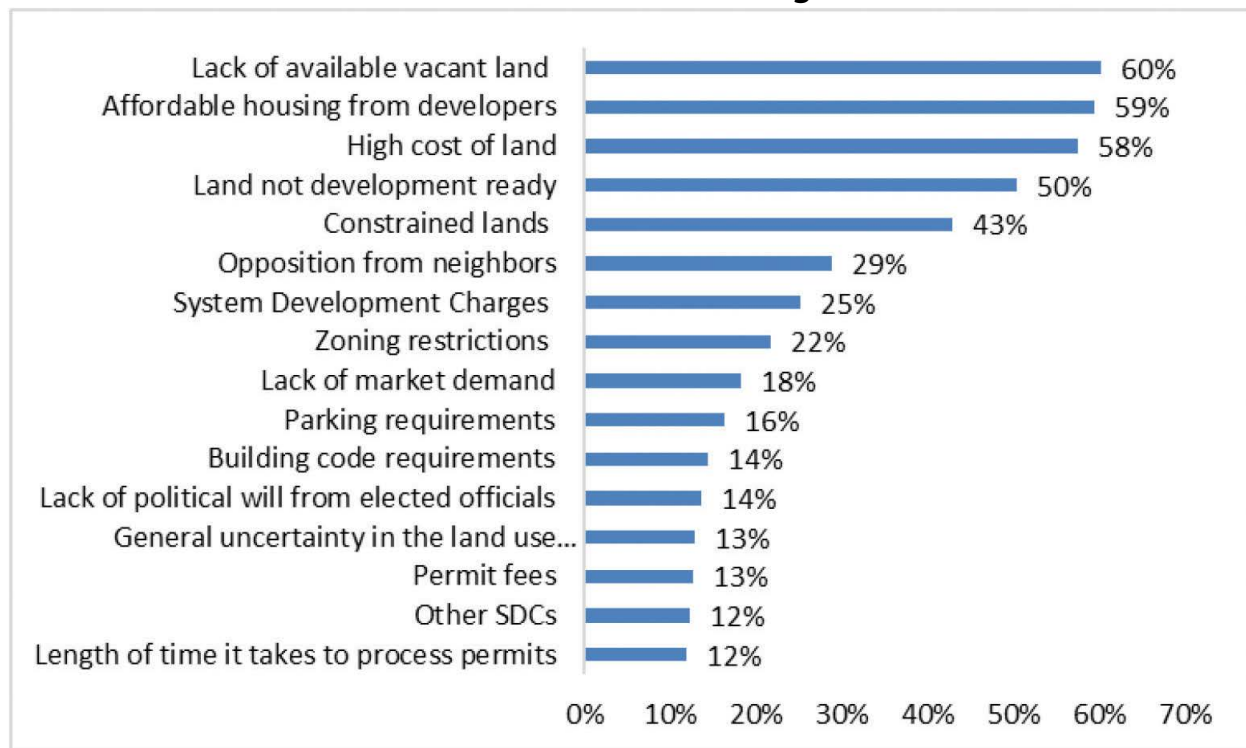 Lack of available vacant land 60%
Affordable housing from developers 59%
High cost of land 58%
Land not development ready 50%
Constrained lands 43%
Opposition from neighbors 29%
System Development Charges 25%
Zoning restrictions 22%
Lack of market demand 18%
Parking requirements 16%
Building code requirements 14%
Lack of political will from elected officials 14%
General uncertainty in the land use... 13%
Permit fees 13%
Other SDCs 12%
Length of time it takes to process permits 12%
0% 10% 20% 30% 40% 50% 60% 70%